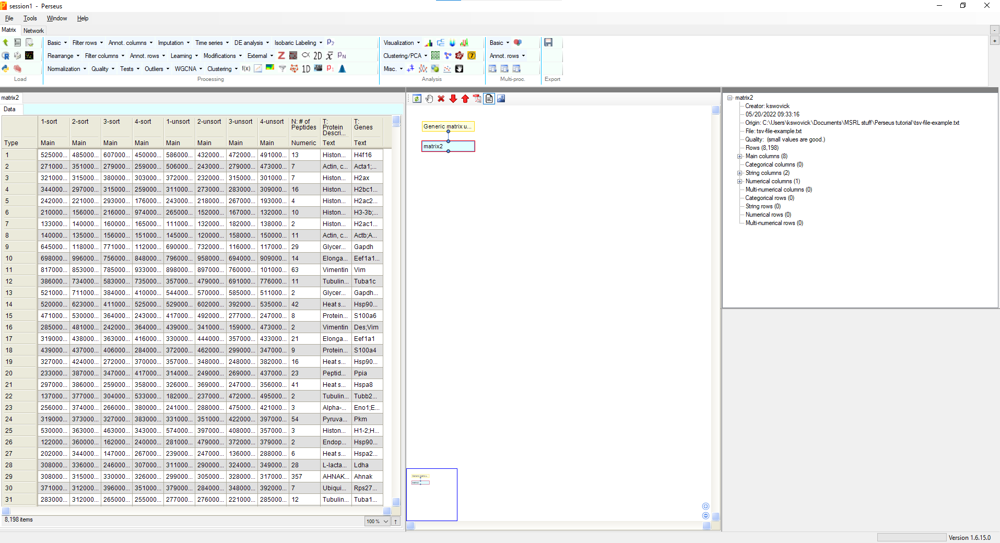 session1 - Perseus
File Tools Window Help
Matrix Network
Basic Filter rows Annot. columns Imputation Time series DE analysis Isobaric Labeling p2 Visualization Basic
Rearrange Filter columns Annot. rows Learning Modifications External Z 2D x pN Clustering/PCA 7 Annot. rows
Normalization Quality Tests Outliers WGCNA Clustering f(x) 1D p1 Misc.
Load Processing Analysis Multi-proc. Export
matrix2
Data
1-sort 2-sort 3-sort 4-sort 1-unsort 2-unsort 3-unsort 4-unsort N: # of Peptides T: Protein Descri... T: Genes
Type Main Main Main Main Main Main Main Main Numeric Text Text
1 525000... 485000... 607000... 450000... 586000... 432000... 472000... 491000... 13 Histon... H4f16
2 271000... 351000... 279000... 259000... 506000... 243000... 279000... 473000... 7 Actin, c... Acta1;...
3 321000... 315000... 380000... 303000... 372000... 232000... 315000... 301000... 7 Histon... H2ax
4 344000... 297000... 315000... 259000... 311000... 273000... 283000... 309000... 16 Histon... H2bc1...
5 242000... 221000... 293000... 176000... 243000... 218000... 267000... 193000... 4 Histon... H2ac2...
6 210000... 156000... 216000... 974000... 265000... 152000... 167000... 132000... 10 Histon... H3-3b;...
7 133000... 140000... 160000... 165000... 111000... 132000... 182000... 138000... 2 Histon... H2ac1...
8 140000... 135000... 156000... 151000... 145000... 120000... 158000... 150000... 11 Actin, c... Actb;A...
9 645000... 118000... 771000... 112000... 690000... 732000... 116000... 117000... 29 Glycer... Gapdh
10 698000... 996000... 756000... 848000... 796000... 958000... 694000... 909000... 14 Elonga... Eef1a1...
11 817000... 853000... 785000... 933000... 898000... 897000... 760000... 101000... 63 Vimentin Vim
12 386000... 734000... 583000... 735000... 357000... 479000... 691000... 776000... 11 Tubulin... Tuba1c
13 521000... 711000... 384000... 410000... 544000... 570000... 585000... 511000... 2 Glycer... Gapdh...
14 520000... 623000... 411000... 525000... 529000... 602000... 392000... 535000... 42 Heat s... Hsp90...
15 471000... 530000... 364000... 243000... 417000... 492000... 277000... 247000... 8 Protein... S100a6
16 285000... 481000... 242000... 364000... 439000... 341000... 159000... 473000... 2 Vimentin Des;Vim
17 319000... 438000... 363000... 416000... 330000... 444000... 357000... 433000... 21 Elonga... Eef1a1
18 439000... 437000... 406000... 284000... 372000... 462000... 299000... 347000... 9 Protein... S100a4
19 327000... 424000... 272000... 370000... 357000... 348000... 248000... 382000... 16 Heat s... Hsp90...
20 233000... 387000... 347000... 417000... 314000... 249000... 269000... 437000... 23 Peptid... Ppia
21 297000... 386000... 259000... 358000... 326000... 369000... 247000... 356000... 41 Heat s... Hspa8
22 137000... 377000... 304000... 533000... 182000... 237000... 472000... 495000... 2 Tubulin... Tubb2...
23 256000... 374000... 266000... 380000... 241000... 288000... 475000... 421000... 3 Alpha-... Eno1;E...
24 319000... 373000... 327000... 383000... 331000... 351000... 422000... 397000... 54 Pyruva... Pkm
25 530000... 363000... 463000... 343000... 574000... 397000... 408000... 357000... 3 Histon... H1-2;H...
26 122000... 360000... 162000... 240000... 281000... 479000... 372000... 379000... 2 Endop... Hsp90...
27 202000... 344000... 147000... 267000... 239000... 247000... 136000... 288000... 6 Heat s... Hspa2...
28 308000... 336000... 246000... 307000... 311000... 290000... 324000... 349000... 28 L-lacta... Ldha
29 308000... 315000... 330000... 326000... 299000... 305000... 328000... 317000... 357 AHNAK... Ahnak
30 371000... 312000... 396000... 351000... 379000... 284000... 348000... 392000... 7 Ubiqui... Rps27...
31 283000... 312000... 265000... 255000... 277000... 276000... 221000... 285000... 12 Tubulin... Tuba1...
8,198 items 100 %
Generic matrix u...
matrix2
Generic matrix u...
matrix2
matrix2
Creator: kswovick
05/20/2022 09:33:16
Origin: C:\Users\kswovick\Documents\MSRL stuff\Perseus tutorial\tsv-file-example.txt
File: tsv-file-example.txt
Quality: (small values are good.)
Rows (8,198)
Main columns (8)
Categorical columns (0)
String columns (2)
Numerical columns (1)
Multi-numerical columns (0)
Categorical rows (0)
String rows (0)
Numerical rows (0)
Multi-numerical rows (0)
Version 1.6.15.0